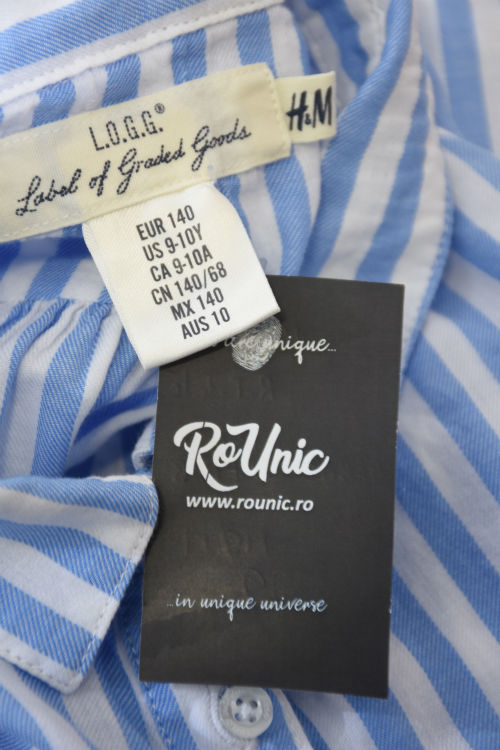 L.O.G.G.®
Label of Graded Goods
H&M
EUR 140
US 9-10Y
CA 9-10A
CN 140/68
MX 140
AUS 10
unique...
RoUnic
www.rounic.ro
...in unique universe